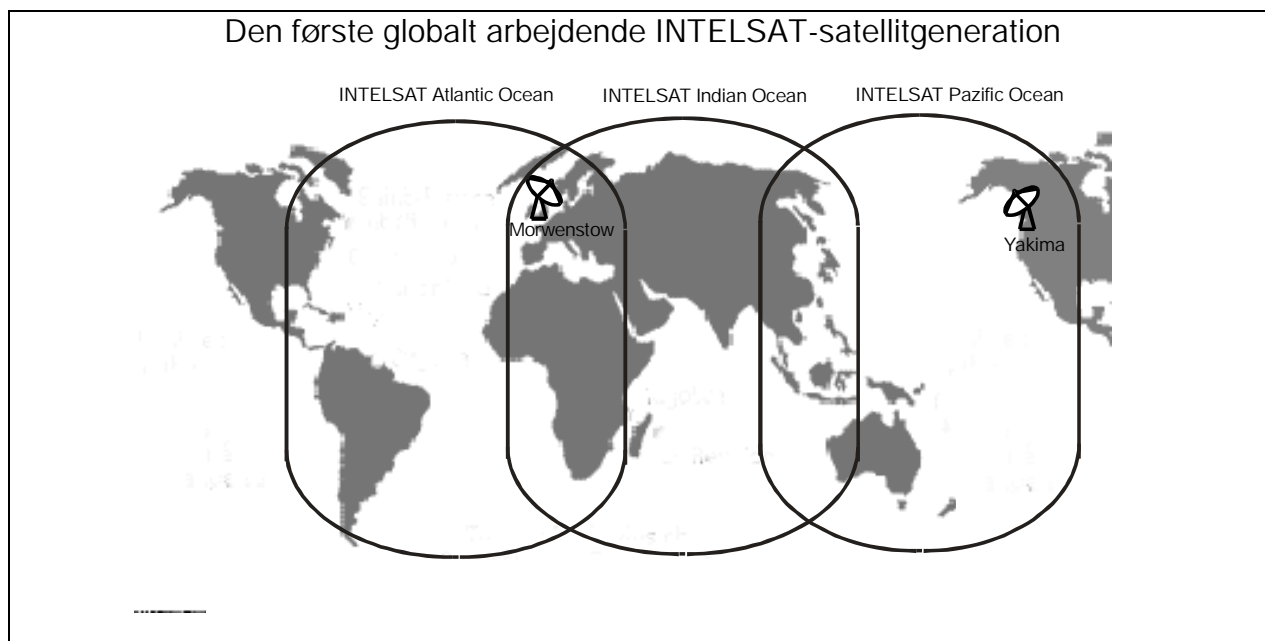 Den første globalt arbejdende INTELSAT-satellitgeneration
INTELSAT Atlantic Ocean INTELSAT Indian Ocean INTELSAT Pazific Ocean
Morwenstow
Yakima